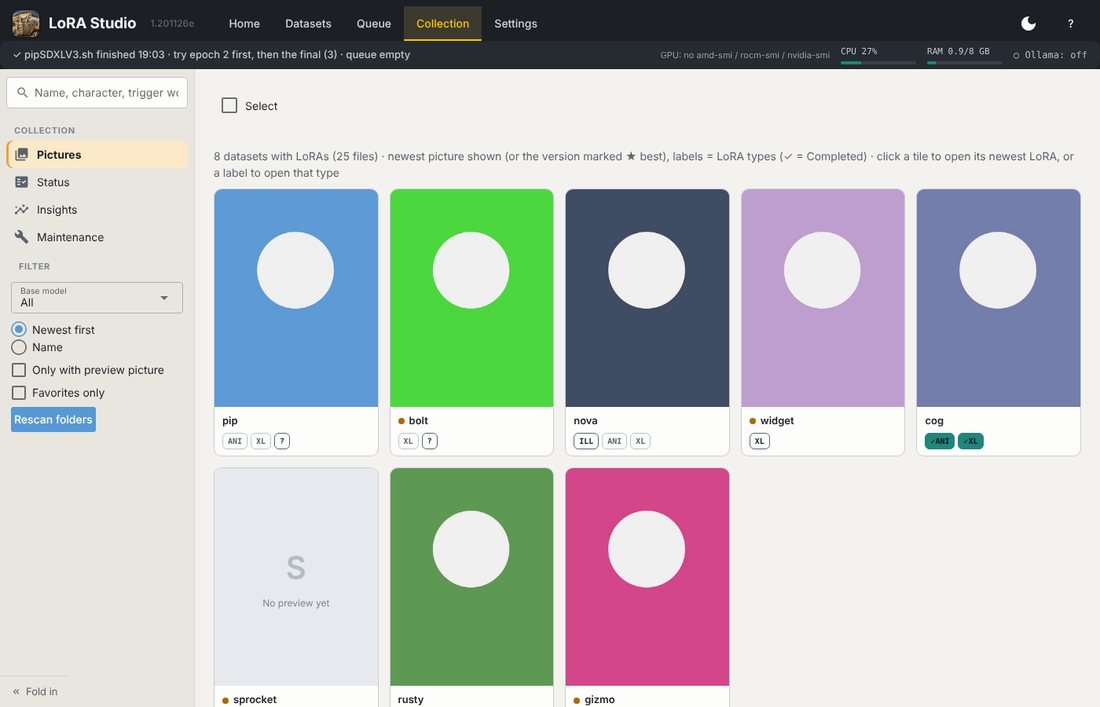 LoRA Studio 1.201126e Home Datasets Queue Collection Settings ?
✓ pipSDXLV3.sh finished 19:03 · try epoch 2 first, then the final (3) · queue empty GPU: no amd-smi / rocm-smi / nvidia-smi CPU 27% RAM 0.9/8 GB ○ Ollama: off
Name, character, trigger wo
COLLECTION
Pictures
Status
Insights
Maintenance
FILTER
Base model
All
Newest first
Name
Only with preview picture
Favorites only
Rescan folders
« Fold in
Select
8 datasets with LoRAs (25 files) · newest picture shown (or the version marked ★ best), labels = LoRA types (✓ = Completed) · click a tile to open its newest LoRA, or
a label to open that type
pip
ANI XL ?
bolt
XL ?
nova
ILL ANI XL
widget
XL
cog
✓ANI ✓XL
S
No preview yet
sprocket
rusty
gizmo